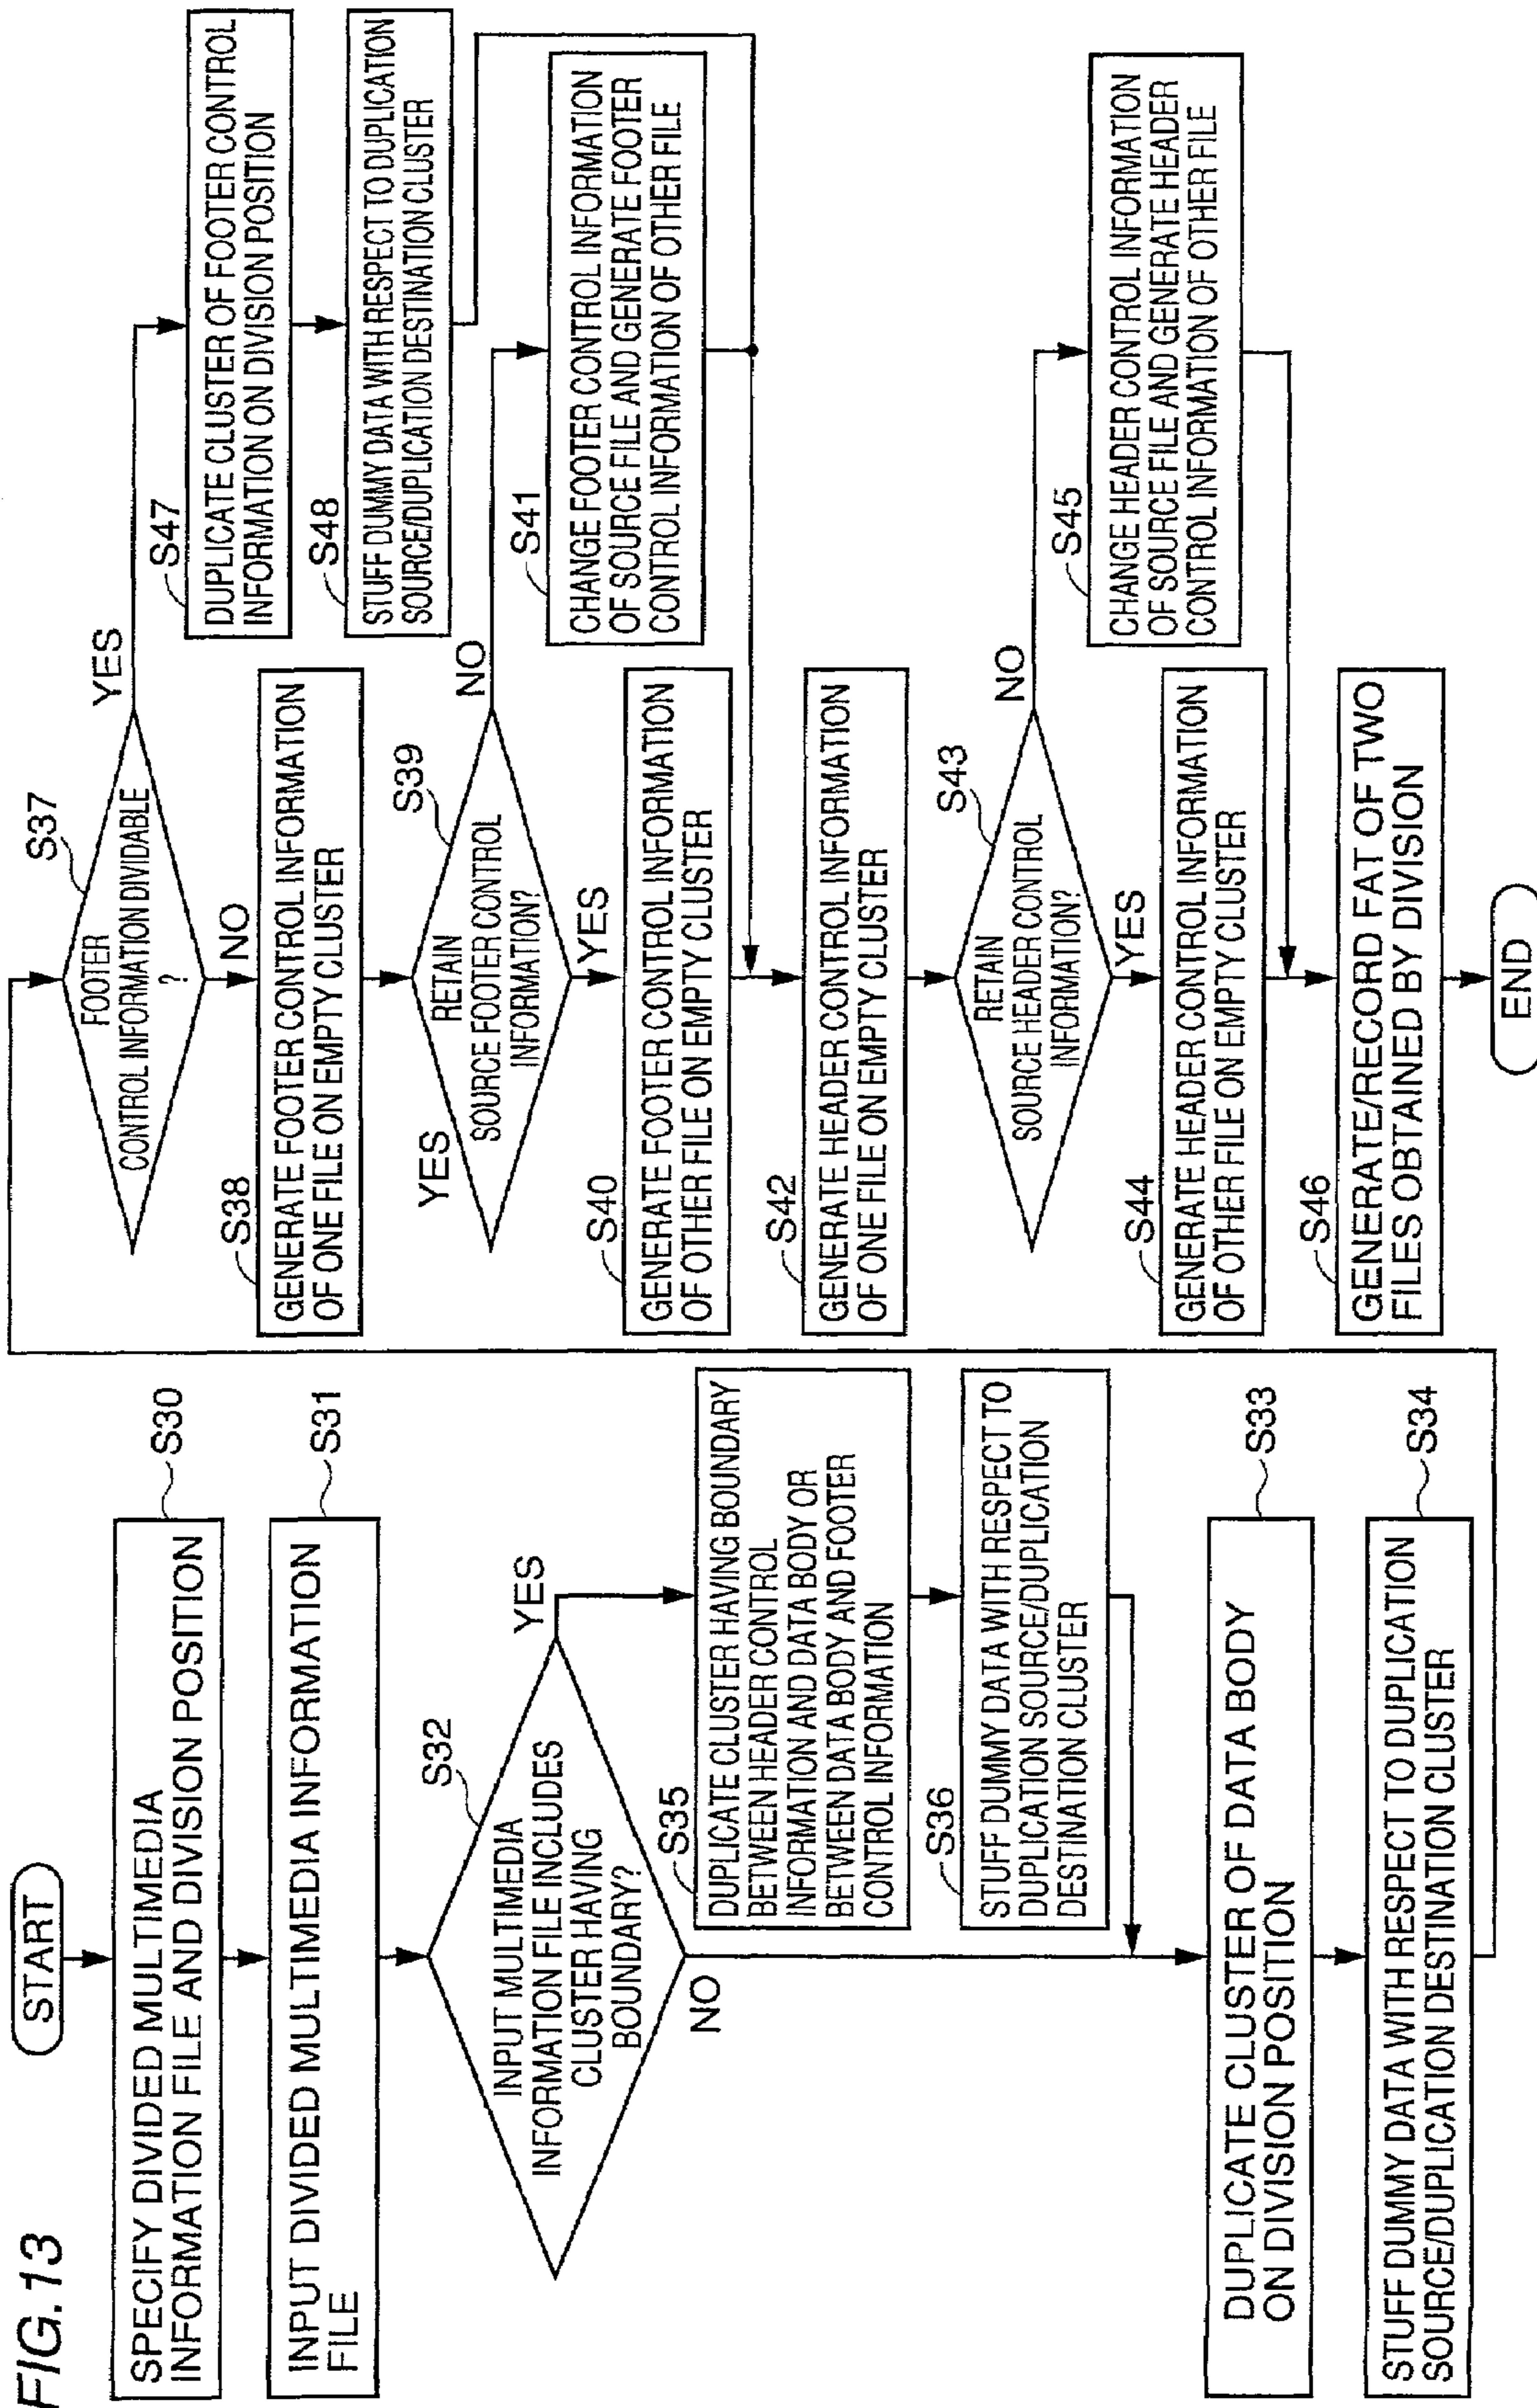 FIG. 13
START
SPECIFY DIVIDED MULTIMEDIA
INFORMATION FILE AND DIVISION POSITION
S30
INPUT DIVIDED MULTIMEDIA INFORMATION
FILE
S31
INPUT MULTIMEDIA
INFORMATION FILE INCLUDES
CLUSTER HAVING
BOUNDARY?
S32
YES
NO
S35
DUPLICATE CLUSTER HAVING BOUNDARY
BETWEEN HEADER CONTROL
INFORMATION AND DATA BODY OR
BETWEEN DATA BODY AND FOOTER
CONTROL INFORMATION
S36
STUFF DUMMY DATA WITH RESPECT TO
DUPLICATION SOURCE/DUPLICATION
DESTINATION CLUSTER
DUPLICATE CLUSTER OF DATA BODY
ON DIVISION POSITION
S33
STUFF DUMMY DATA WITH RESPECT TO DUPLICATION
SOURCE/DUPLICATION DESTINATION CLUSTER
S34
FOOTER
CONTROL INFORMATION DIVIDABLE
?
S37
YES
NO
S47
DUPLICATE CLUSTER OF FOOTER CONTROL
INFORMATION ON DIVISION POSITION
S48
STUFF DUMMY DATA WITH RESPECT TO DUPLICATION
SOURCE/DUPLICATION DESTINATION CLUSTER
S38
GENERATE FOOTER CONTROL INFORMATION
OF ONE FILE ON EMPTY CLUSTER
YES
RETAIN
SOURCE FOOTER CONTROL
INFORMATION?
S39
NO
YES
S41
CHANGE FOOTER CONTROL INFORMATION
OF SOURCE FILE AND GENERATE FOOTER
CONTROL INFORMATION OF OTHER FILE
S40
GENERATE FOOTER CONTROL INFORMATION
OF OTHER FILE ON EMPTY CLUSTER
S42
GENERATE HEADER CONTROL INFORMATION
OF ONE FILE ON EMPTY CLUSTER
RETAIN
SOURCE HEADER CONTROL
INFORMATION?
S43
NO
YES
S45
CHANGE HEADER CONTROL INFORMATION
OF SOURCE FILE AND GENERATE HEADER
CONTROL INFORMATION OF OTHER FILE
S44
GENERATE HEADER CONTROL INFORMATION
OF OTHER FILE ON EMPTY CLUSTER
S46
GENERATE/RECORD FAT OF TWO
FILES OBTAINED BY DIVISION
END